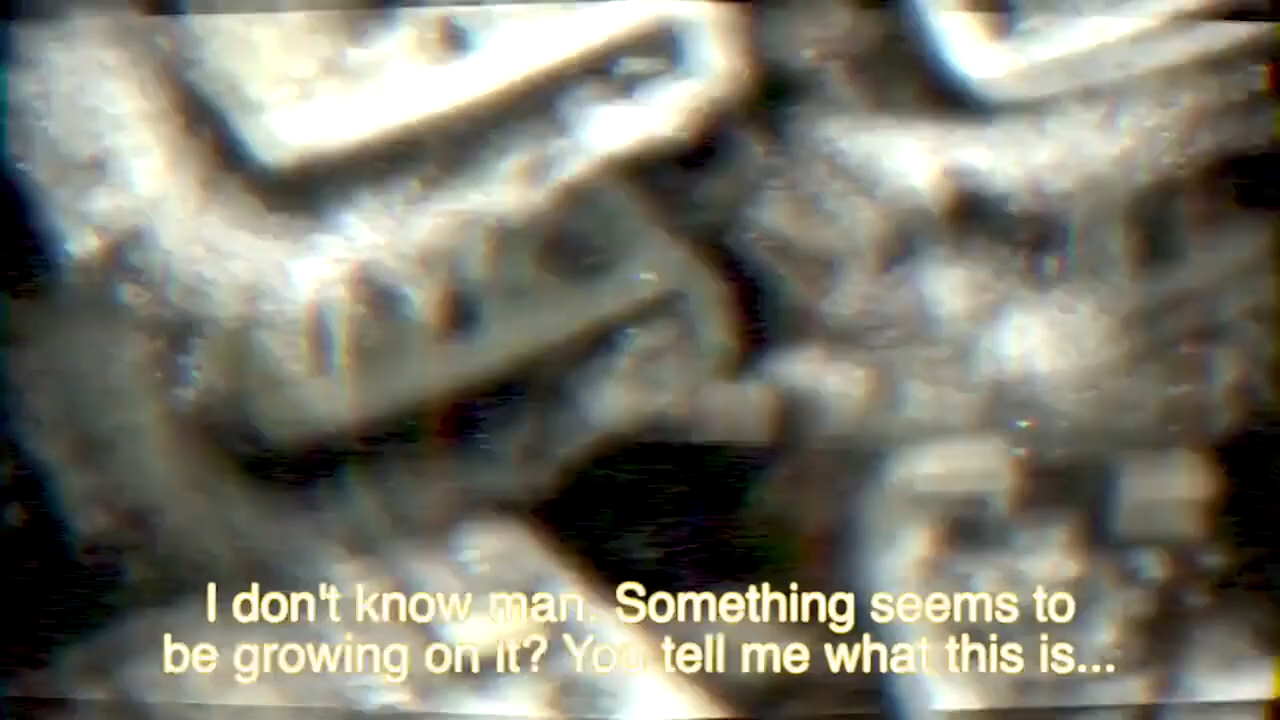 I don't know man. Something seems to
be growing on it? You tell me what this is...